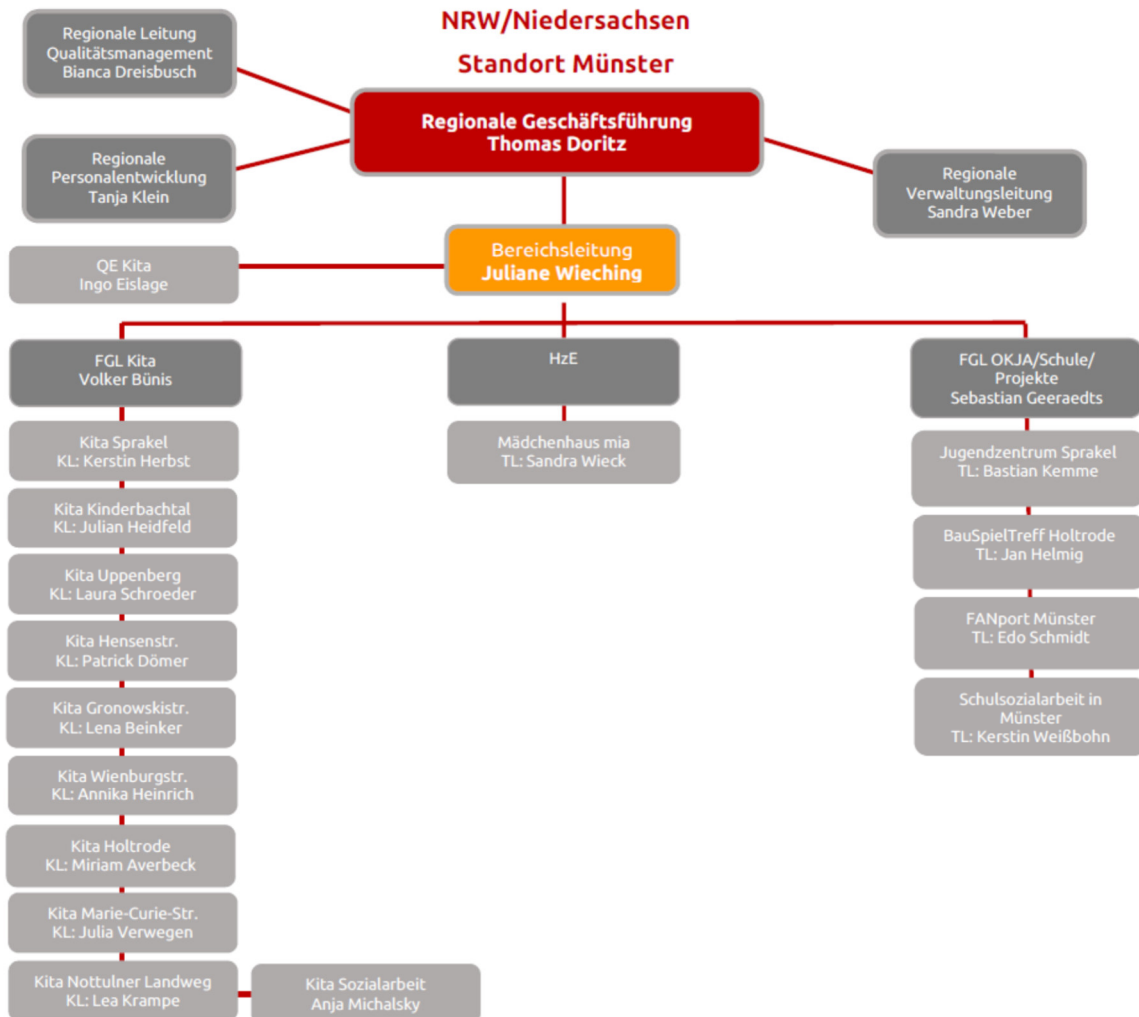 NRW/Niedersachsen
Standort Münster
Regionale Leitung
Qualitätsmanagement
Bianca Dreisbusch
Regionale Geschäftsführung
Thomas Doritz
Regionale
Personalentwicklung
Tanja Klein
Regionale
Verwaltungsleitung
Sandra Weber
Bereichsleitung
Juliane Wieching
QE Kita
Ingo Eislage
FGL Kita
Volker Bünis
HzE
FGL OKJA/Schule/
Projekte
Sebastian Geeraedts
Kita Sprakel
KL: Kerstin Herbst
Kita Kinderbachtal
KL: Julian Heidfeld
Kita Uppenberg
KL: Laura Schroeder
Kita Hensenstr.
KL: Patrick Dömer
Kita Gronowskistr.
KL: Lena Beinker
Kita Wienburgstr.
KL: Annika Heinrich
Kita Holtrode
KL: Miriam Averbeck
Kita Marie-Curie-Str.
KL: Julia Verwegen
Kita Nottulner Landweg
KL: Lea Krampe
Kita Sozialarbeit
Anja Michalsky
Mädchenhaus mia
TL: Sandra Wieck
Jugendzentrum Sprakel
TL: Bastian Kemme
BauSpielTreff Holtrode
TL: Jan Helmig
FANport Münster
TL: Edo Schmidt
Schulsozialarbeit in
Münster
TL: Kerstin Weißbohn